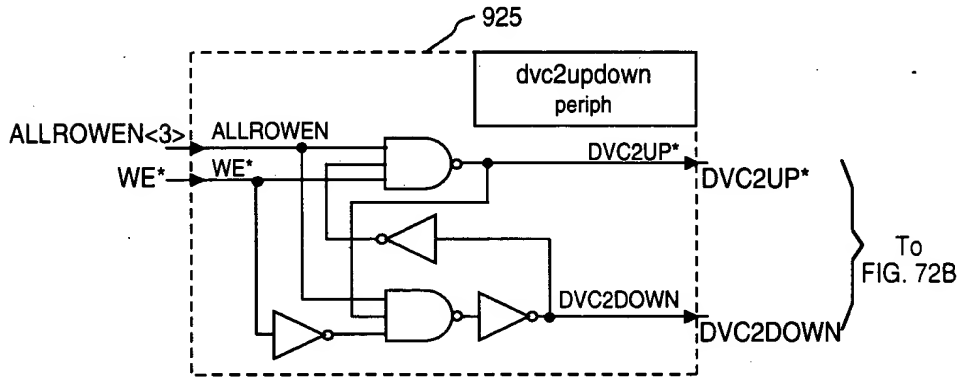 925
dvc2updown
periph
ALLROWEN<3>
ALLROWEN
WE*
WE*
DVC2UP*
DVC2UP*
To
FIG. 72B
DVC2DOWN
DVC2DOWN